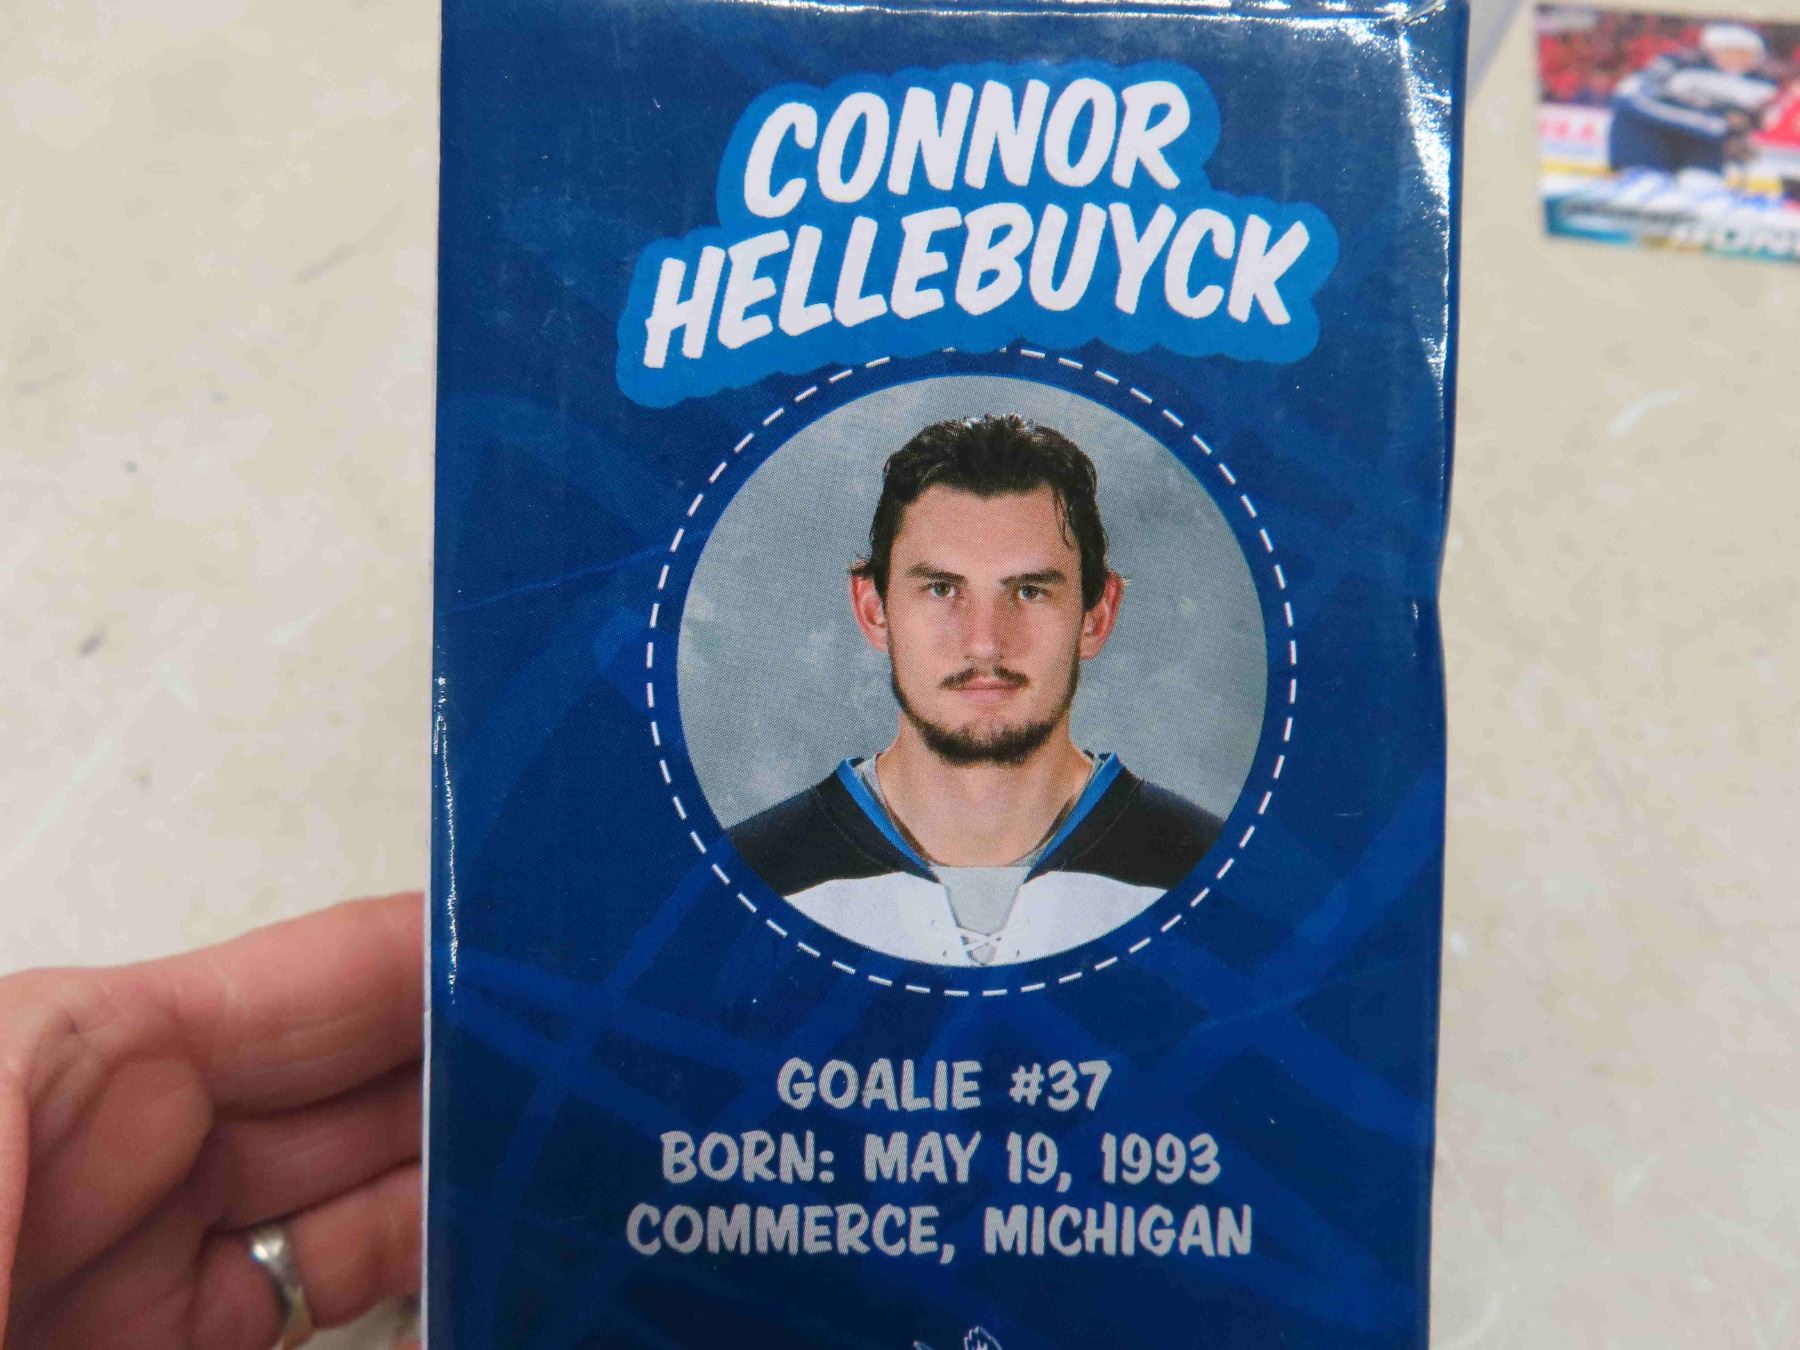 CONNOR
HELLEBUYCK
GOALIE #37
BORN: MAY 19, 1993
COMMERCE, MICHIGAN